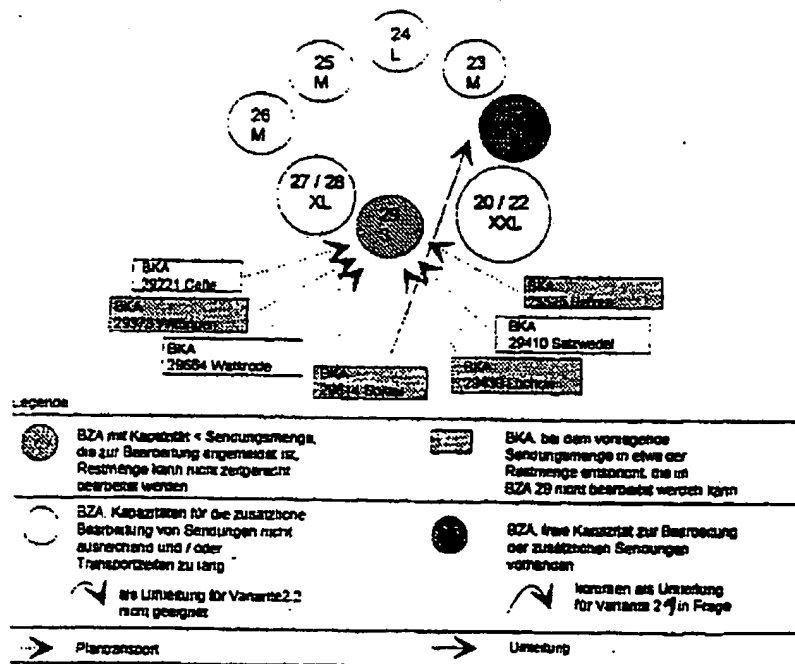 24
L
25
M
23
M
26
M
27 / 28
XL
20 / 22
XXL
29
BKA
29221 Celle
BKA
BKA
BKA
29410 Salzwedel
BKA
29664 Walsrode
BKA
BKA
Legende
BZA mit Kapazität < Sendungsmenge,
die zur Bearbeitung angemeldet ist,
Restmenge kann nicht zeitgerecht
bearbeitet werden
BKA, bei dem vorliegende
Sendungsmenge in etwa der
Restmenge entspricht, die im
BZA 29 nicht bearbeitet werden kann
BZA, Kapazitäten für die zusätzliche
Bearbeitung von Sendungen nicht
ausreichend und / oder
Transportzeiten zu lang
BZA, freie Kapazität zur Bearbeitung
der zusätzlichen Sendungen
vorhanden
als Umleitung für Variante 2.2
nicht geeignet
kommen als Umleitung
für Variante 2 in Frage
Plantransport
Umleitung